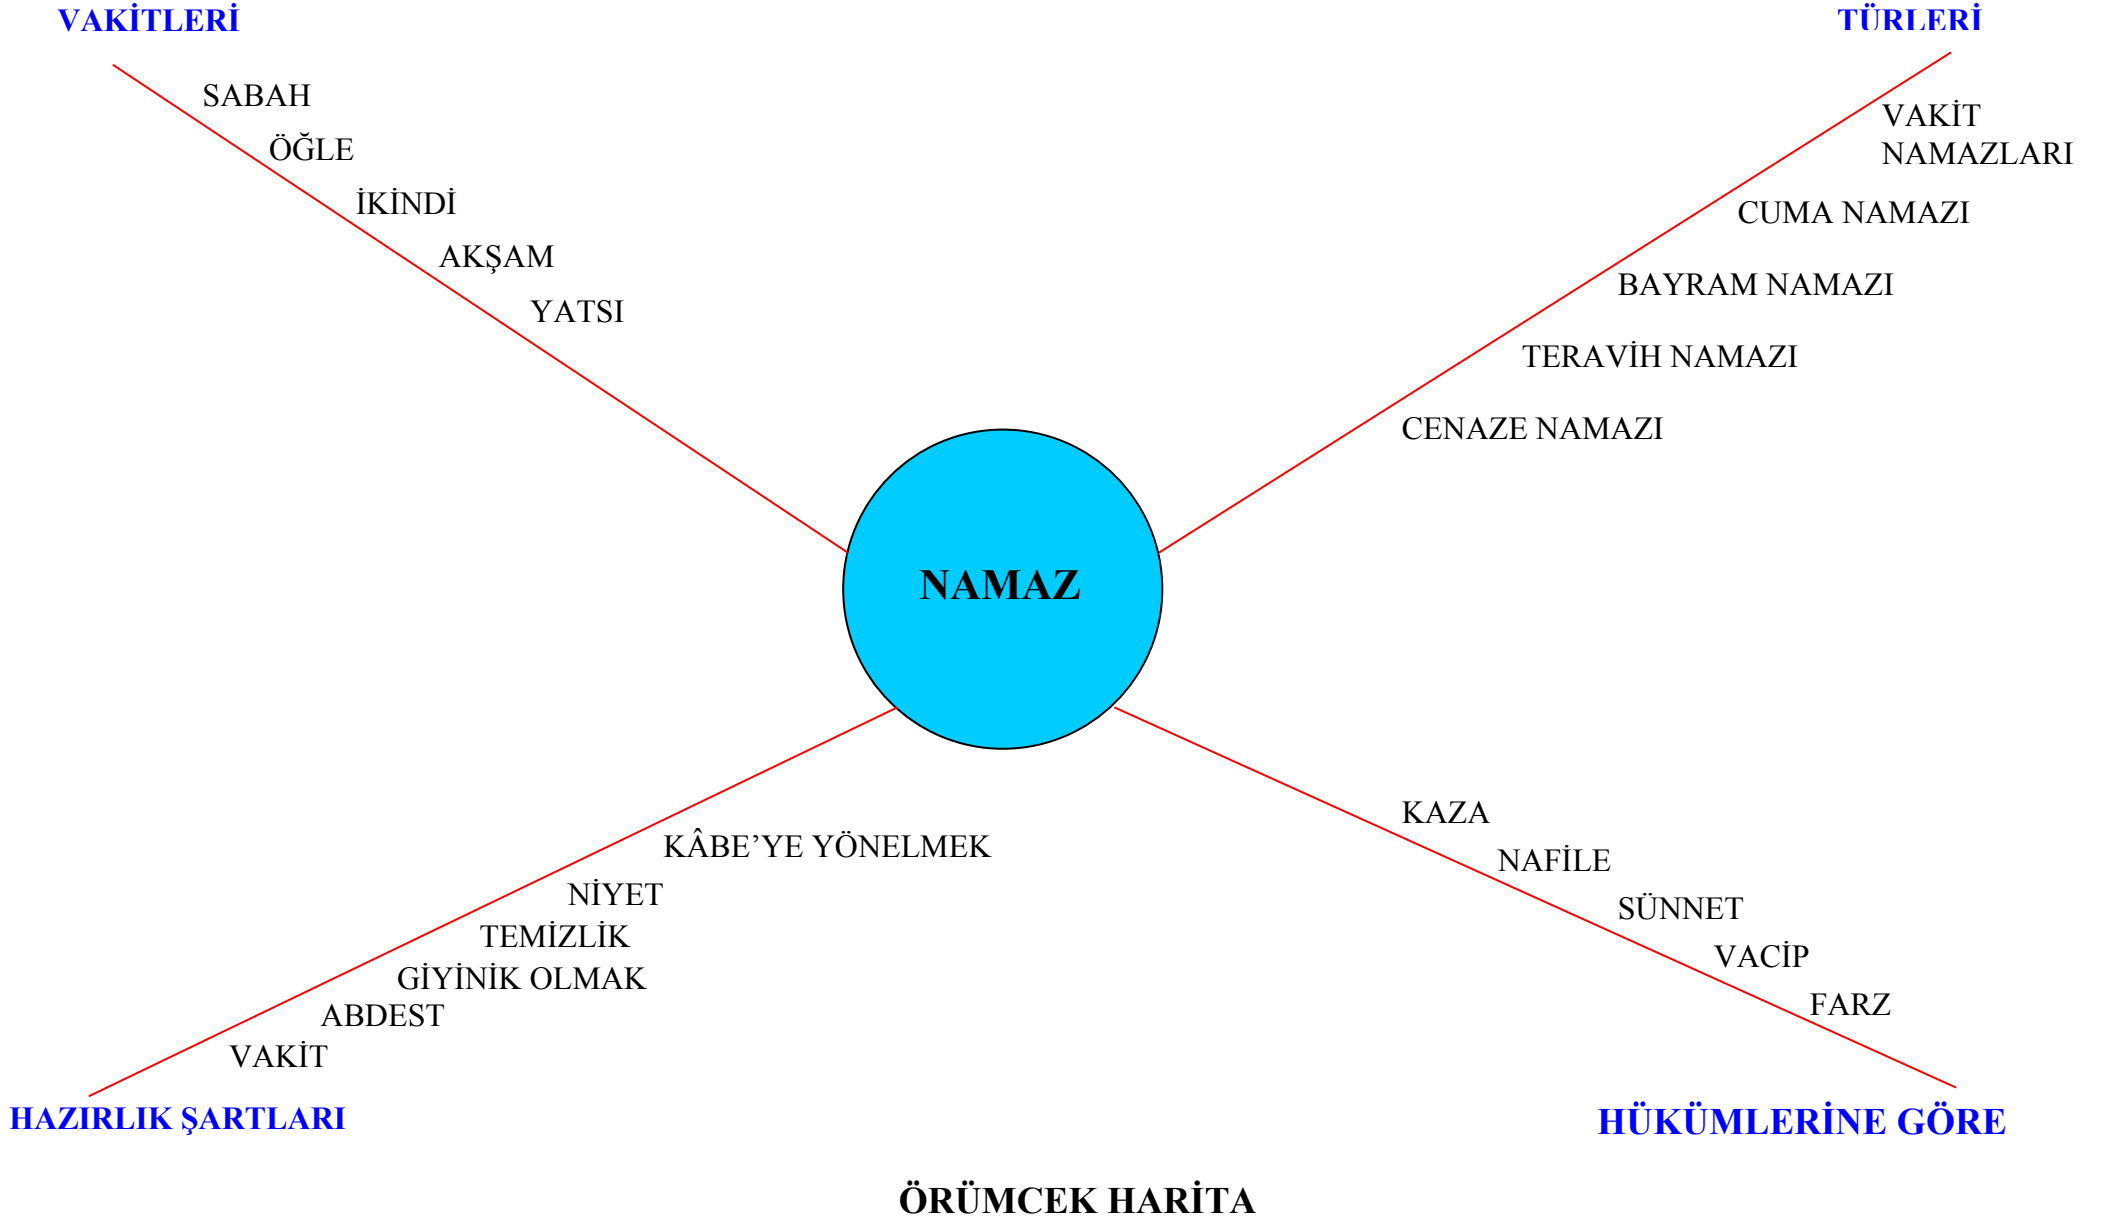 VAKİTLERİ
SABAH
ÖĞLE
İKİNDİ
AKŞAM
YATSI
TÜRLERİ
VAKİT
NAMAZLARI
CUMA NAMAZI
BAYRAM NAMAZI
TERAVİH NAMAZI
CENAZE NAMAZI
NAMAZ
KÂBE’YE YÖNELMEK
NİYET
TEMİZLİK
GİYİNİK OLMAK
ABDEST
VAKİT
HAZIRLIK ŞARTLARI
KAZA
NAFİLE
SÜNNET
VACİP
FARZ
HÜKÜMLERİNE GÖRE
ÖRÜMCEK HARİTA